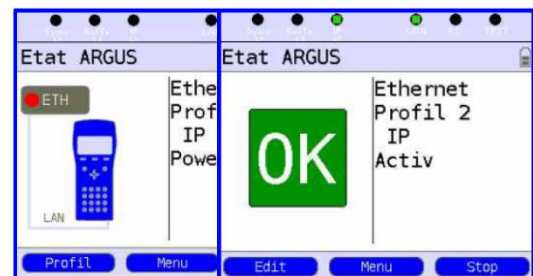 Etat ARGUS
ETH
LAN
Ethe
Prof
IP
Powe
Profil
Menu
Etat ARGUS
OK
Ethernet
Profil 2
IP
Activ
Edit
Menu
Stop